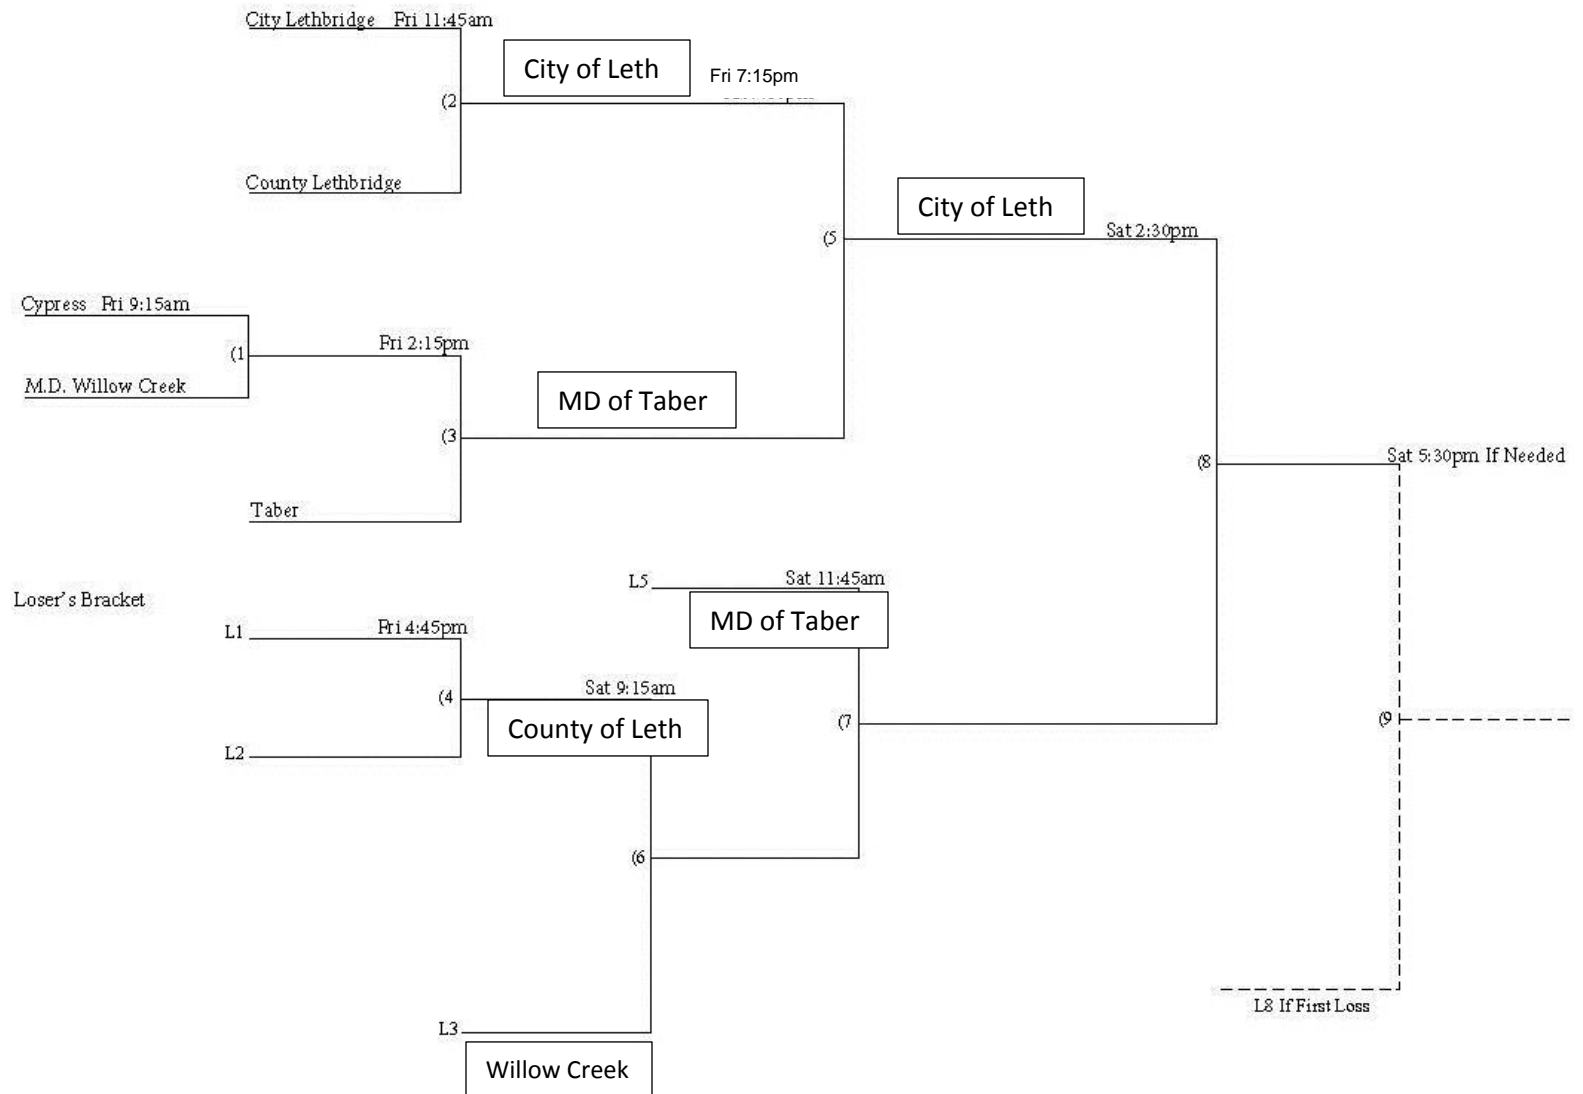 City Lethbridge Fri 11:45am
City of Leth
Fri 7:15pm
(2
County Lethbridge
City of Leth
Sat 2:30pm
(5
Cypress Fri 9:15am
(1
Fri 2:15pm
M.D. Willow Creek
MD of Taber
(3
Taber
(8
Sat 5:30pm If Needed
Loser's Bracket
L5
Sat 11:45am
MD of Taber
L1
Fri 4:45pm
(4
Sat 9:15am
County of Leth
L2
(7
(9
(6
L3
Willow Creek
L8 If First Loss